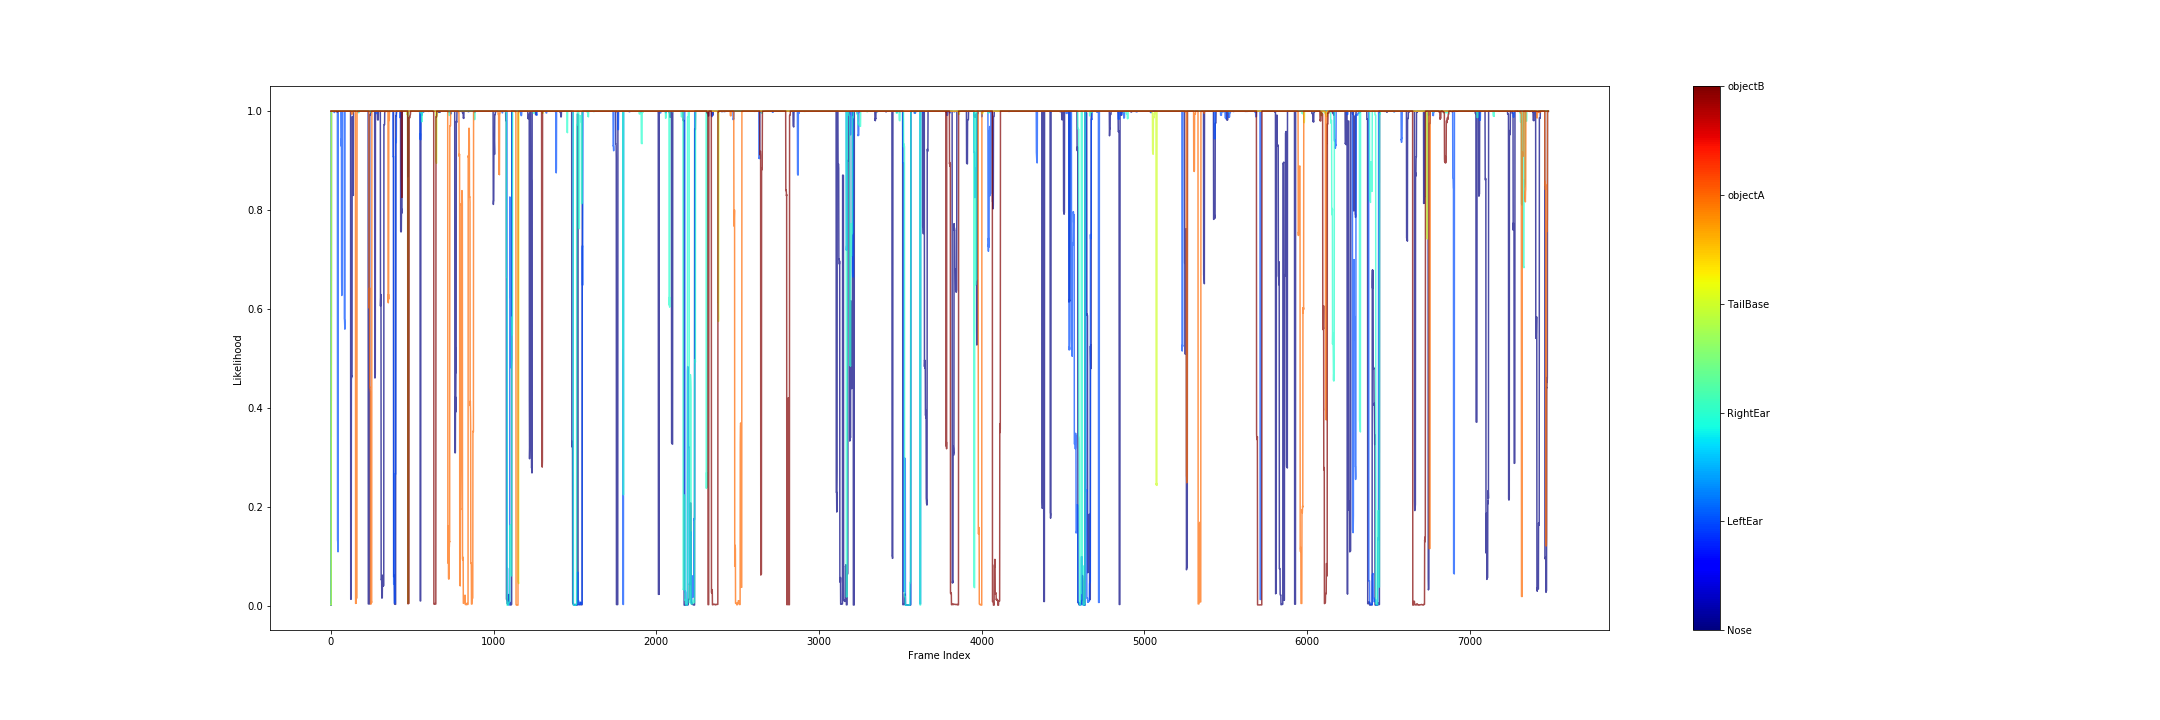 1.0
0.8
0.6
0.4
0.2
0.0
Likelihood
0 1000 2000 3000 4000 5000 6000 7000
Frame Index
objectB
objectA
TailBase
RightEar
LeftEar
Nose